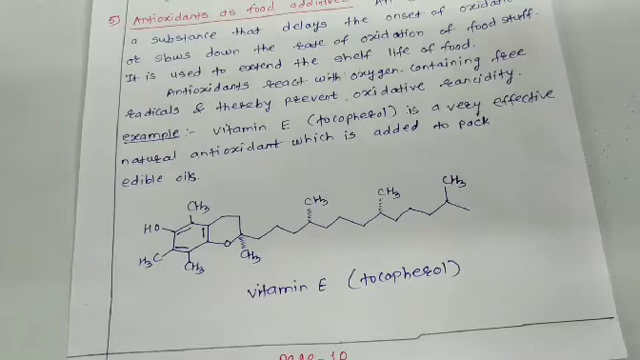 5) Antioxidants as food additives
a substance that delays the onset of
or slows down the rate of oxidation of food stuff.
It is used to extend the shelf life of food.
Antioxidants react with oxygen-containing free
radicals & thereby prevent oxidative rancidity.
example :- Vitamin E (tocopherol) is a very effective
natural antioxidant which is added to pack
edible oils.
CH3
CH3
CH3
CH3
HO
O
H3C
CH3
CH3
Vitamin E (tocopherol)
page-10